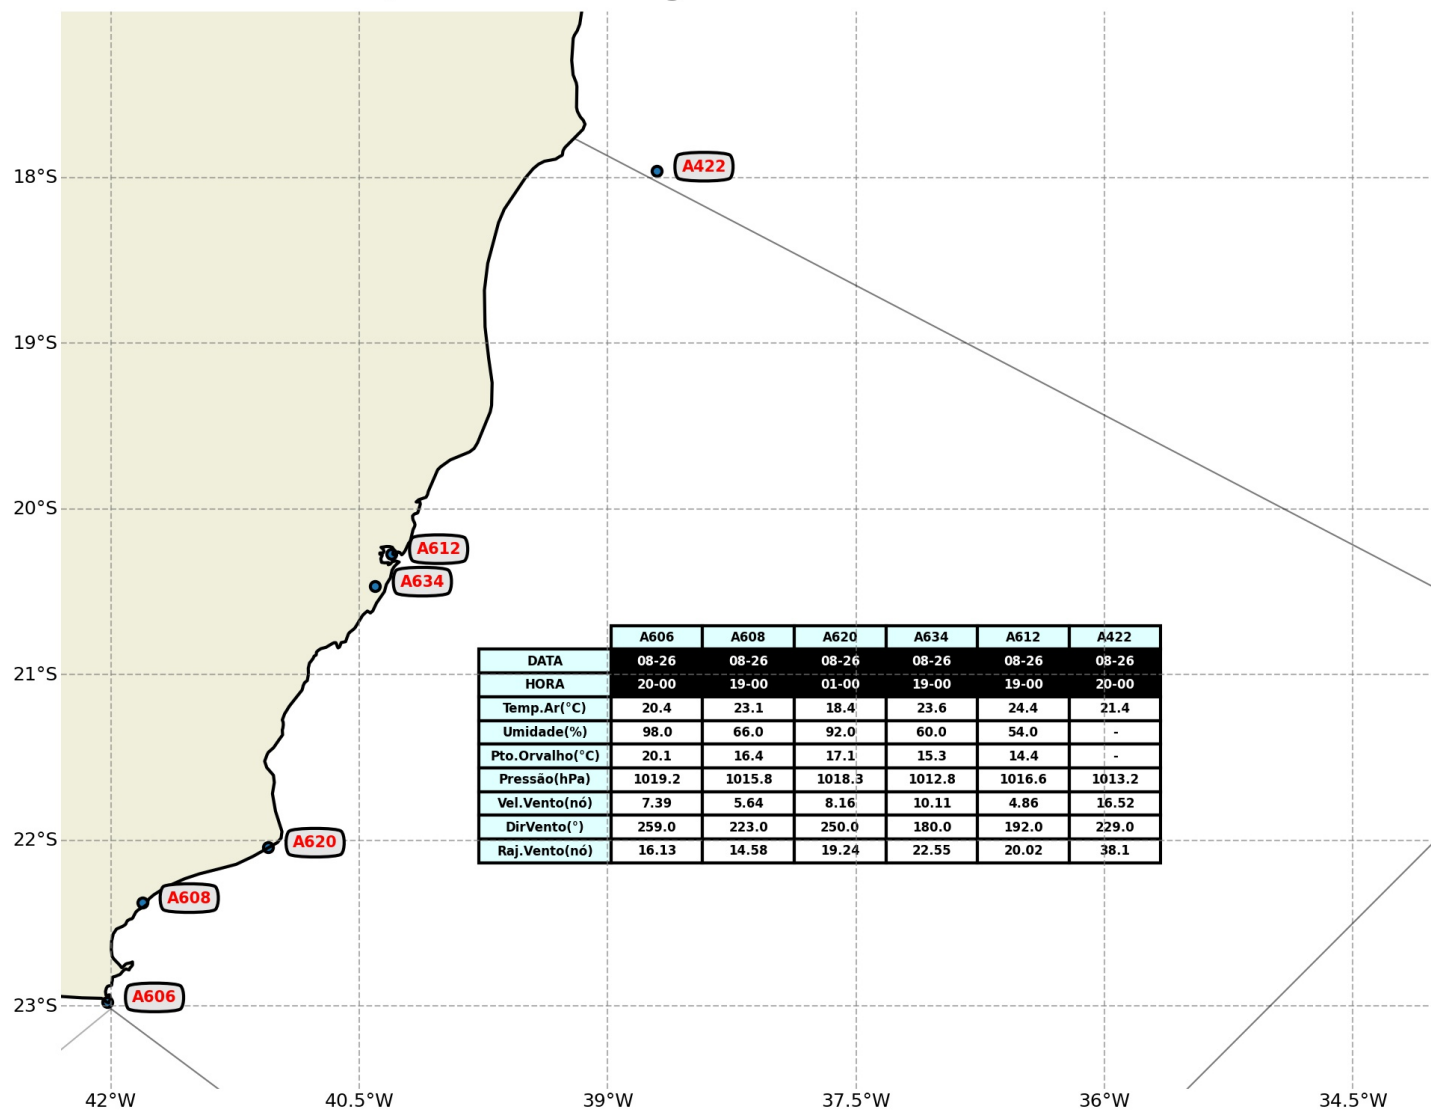 18°S
A422
19°S
20°S
A612
A634
A606 A608 A620 A634 A612 A422
DATA 08-26 08-26 08-26 08-26 08-26 08-26
21°S
HORA 20-00 19-00 01-00 19-00 19-00 20-00
Temp.Ar(°C) 20.4 23.1 18.4 23.6 24.4 21.4
Umidade(%) 98.0 66.0 92.0 60.0 54.0 -
Pto.Orvalho(°C) 20.1 16.4 17.1 15.3 14.4 -
Pressão(hPa) 1019.2 1015.8 1018.3 1012.8 1016.6 1013.2
Vel.Vento(nó) 7.39 5.64 8.16 10.11 4.86 16.52
DirVento(°) 259.0 223.0 250.0 180.0 192.0 229.0
22°S
A620
Raj.Vento(nó) 16.13 14.58 19.24 22.55 20.02 38.1
A608
A606
23°S
42°W 40.5°W 39°W 37.5°W 36°W 34.5°W